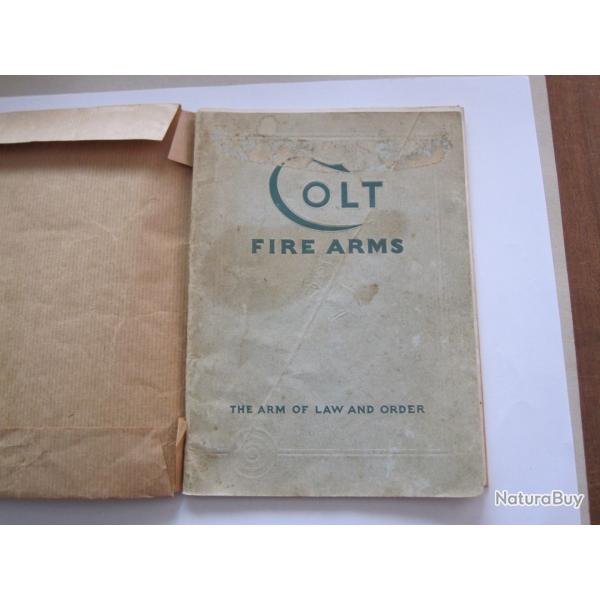 COLT
FIRE ARMS
THE ARM OF LAW AND ORDER
NaturaBuy